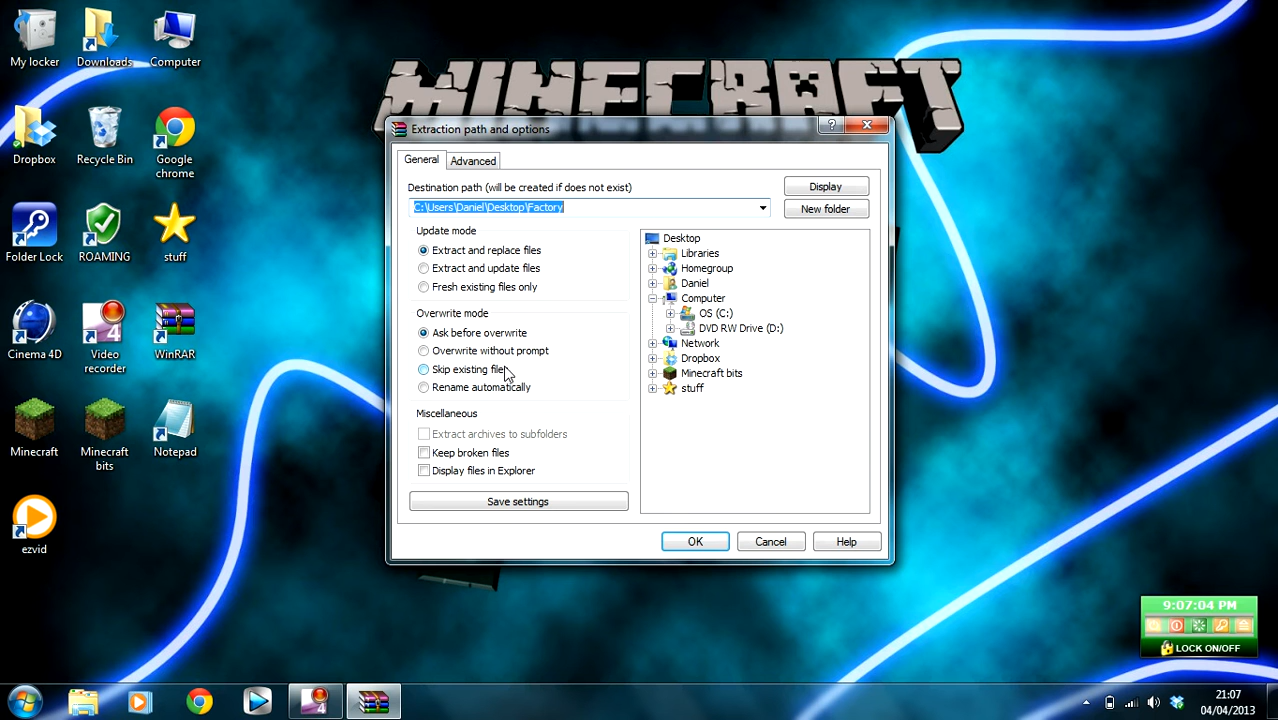 My locker
Downloads
Computer
MINECRAFT
Dropbox
Recycle Bin
Google
chrome
Folder Lock
ROAMING
stuff
Cinema 4D
Video
recorder
WinRAR
Minecraft
Minecraft
bits
Notepad
ezvid
Extraction path and options
General
Advanced
Destination path (will be created if does not exist)
Display
C:\Users\Daniel\Desktop\Factory
New folder
Update mode
Extract and replace files
Extract and update files
Fresh existing files only
Overwrite mode
Ask before overwrite
Overwrite without prompt
Skip existing file
Rename automatically
Miscellaneous
Extract archives to subfolders
Keep broken files
Display files in Explorer
Save settings
Desktop
Libraries
Homegroup
Daniel
Computer
OS (C:)
DVD RW Drive (D:)
Network
Dropbox
Minecraft bits
stuff
OK
Cancel
Help
9:07:04 PM
LOCK ON/OFF
21:07
04/04/2013